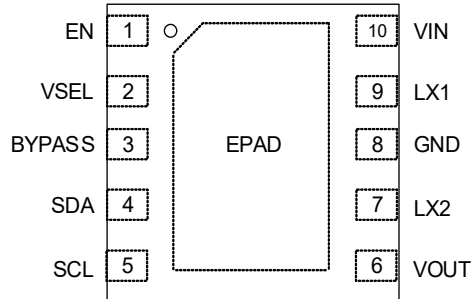 EN 1 10 VIN
VSEL 2 9 LX1
BYPASS 3 EPAD 8 GND
SDA 4 7 LX2
SCL 5 6 VOUT